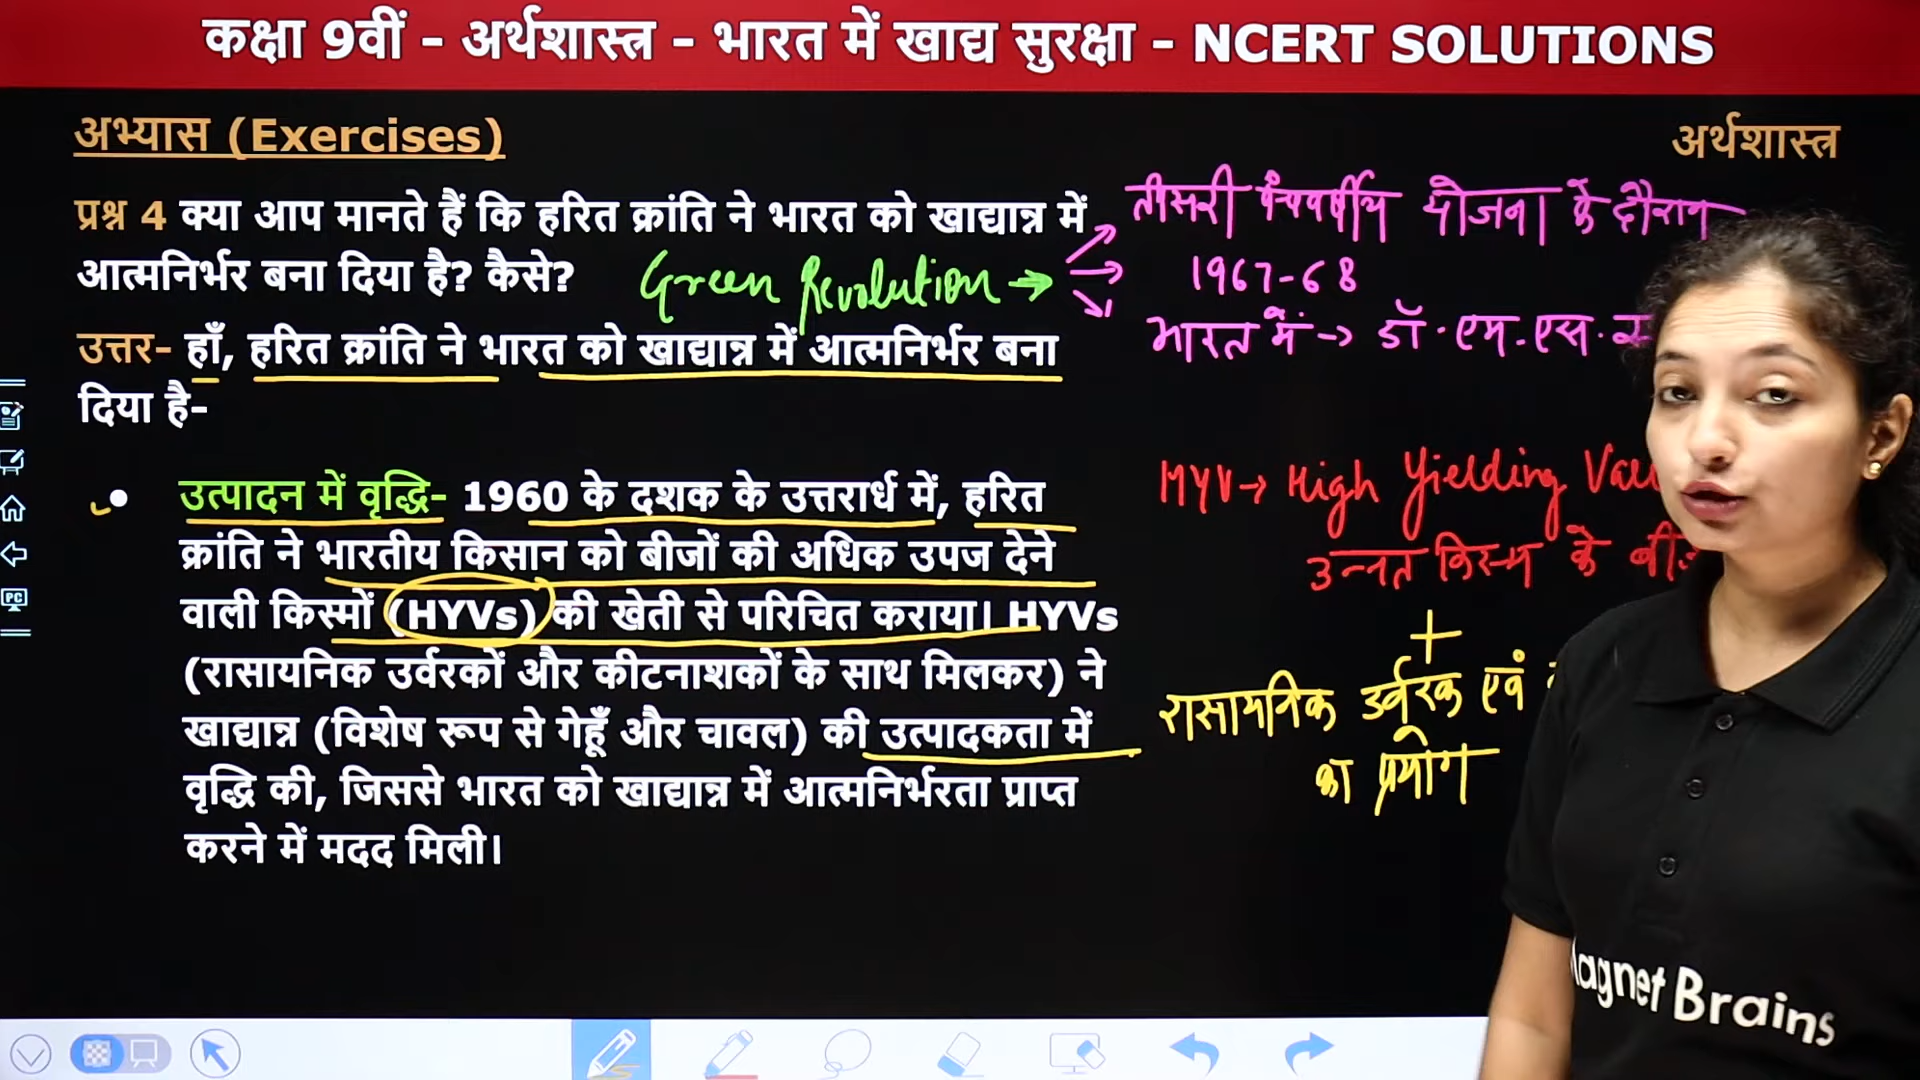 कक्षा 9वीं - अर्थशास्त्र - भारत में खाद्य सुरक्षा - NCERT SOLUTIONS
अभ्यास (Exercises)
अर्थशास्त्र
प्रश्न 4 क्या आप मानते हैं कि हरित क्रांति ने भारत को खाद्यान्न में
आत्मनिर्भर बना दिया है? कैसे?
Green Revolution →
तीसरी पंचवर्षीय योजना के दौरान
1967-68
भारत में → डॉ. एम. एस.
उत्तर- हाँ, हरित क्रांति ने भारत को खाद्यान्न में आत्मनिर्भर बना
दिया है-
उत्पादन में वृद्धि- 1960 के दशक के उत्तरार्ध में, हरित
क्रांति ने भारतीय किसान को बीजों की अधिक उपज देने
वाली किस्मों (HYVs) की खेती से परिचित कराया। HYVs
(रासायनिक उर्वरकों और कीटनाशकों के साथ मिलकर) ने
खाद्यान्न (विशेष रूप से गेहूँ और चावल) की उत्पादकता में
वृद्धि की, जिससे भारत को खाद्यान्न में आत्मनिर्भरता प्राप्त
करने में मदद मिली।
HYV → High Yielding
उन्नत किस्म के
+
रासायनिक उर्वरक एवं
का प्रयोग
PC
agnet Brains